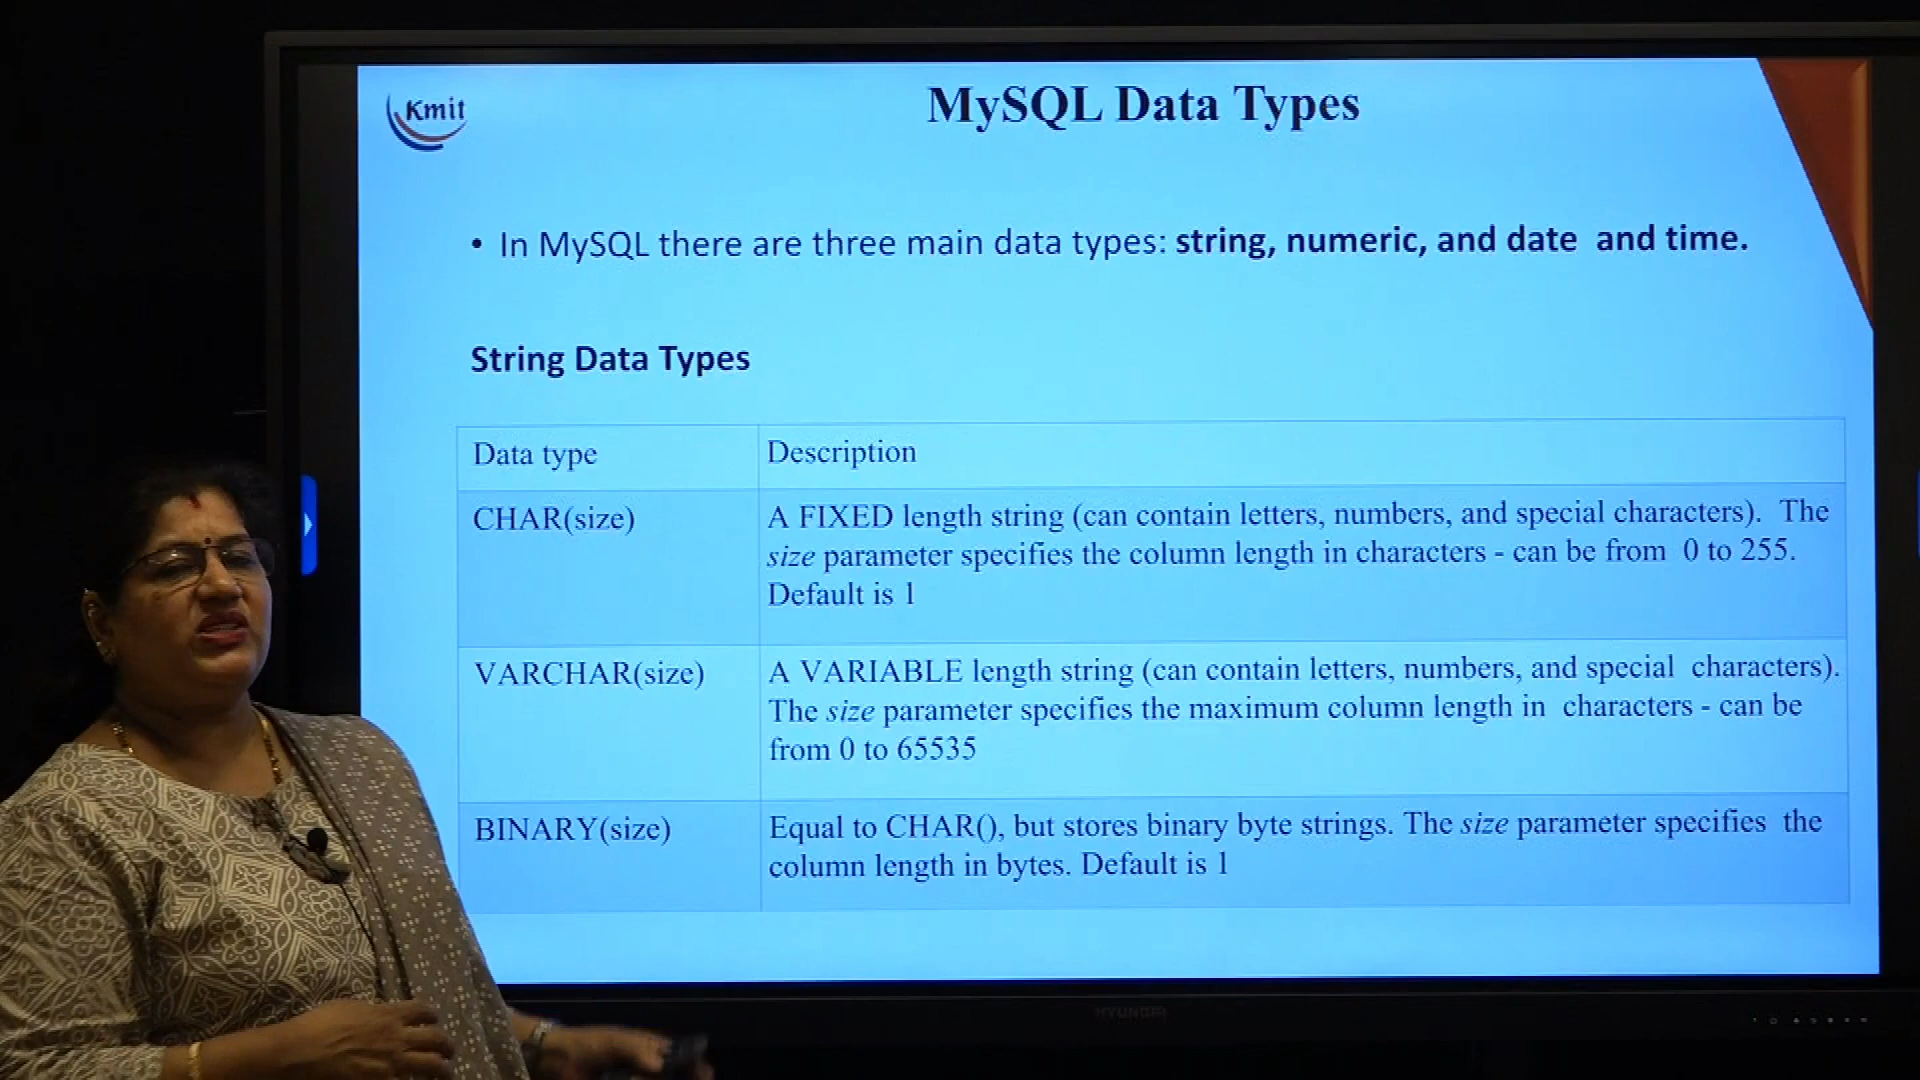 Kmit
MySQL Data Types
• In MySQL there are three main data types: string, numeric, and date and time.
String Data Types
Data type
Description
CHAR(size)
A FIXED length string (can contain letters, numbers, and special characters). The
size parameter specifies the column length in characters - can be from 0 to 255.
Default is 1
VARCHAR(size)
A VARIABLE length string (can contain letters, numbers, and special characters).
The size parameter specifies the maximum column length in characters - can be
from 0 to 65535
BINARY(size)
Equal to CHAR(), but stores binary byte strings. The size parameter specifies the
column length in bytes. Default is 1
HYUNDAI